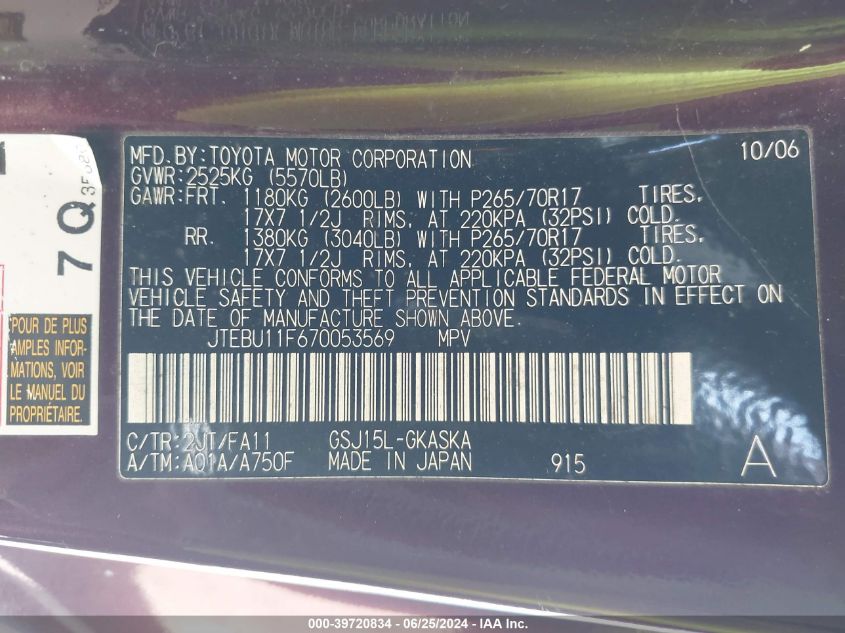 MFD.BY:TOYOTA MOTOR CORPORATION 10/06
GVWR:2525KG (5570LB)
GAWR:FRT. 1180KG (2600LB) WITH P265/70R17 TIRES,
17X7 1/2J RIMS, AT 220KPA (32PSI) COLD.
RR. 1380KG (3040LB) WITH P265/70R17 TIRES,
17X7 1/2J RIMS, AT 220KPA (32PSI) COLD.
THIS VEHICLE CONFORMS TO ALL APPLICABLE FEDERAL MOTOR
VEHICLE SAFETY AND THEFT PREVENTION STANDARDS IN EFFECT ON
THE DATE OF MANUFACTURE SHOWN ABOVE.
JTEBU11F670053569 MPV
C/TR:2JT/FA11 GSJ15L-GKASKA
A/TM:A01A/A750F MADE IN JAPAN 915 A
7 Q
POUR DE PLUS
AMPLES INFOR-
MATIONS, VOIR
LE MANUEL DU
PROPRIÉTAIRE.
000-39720834 - 06/25/2024 - IAAI, Inc.